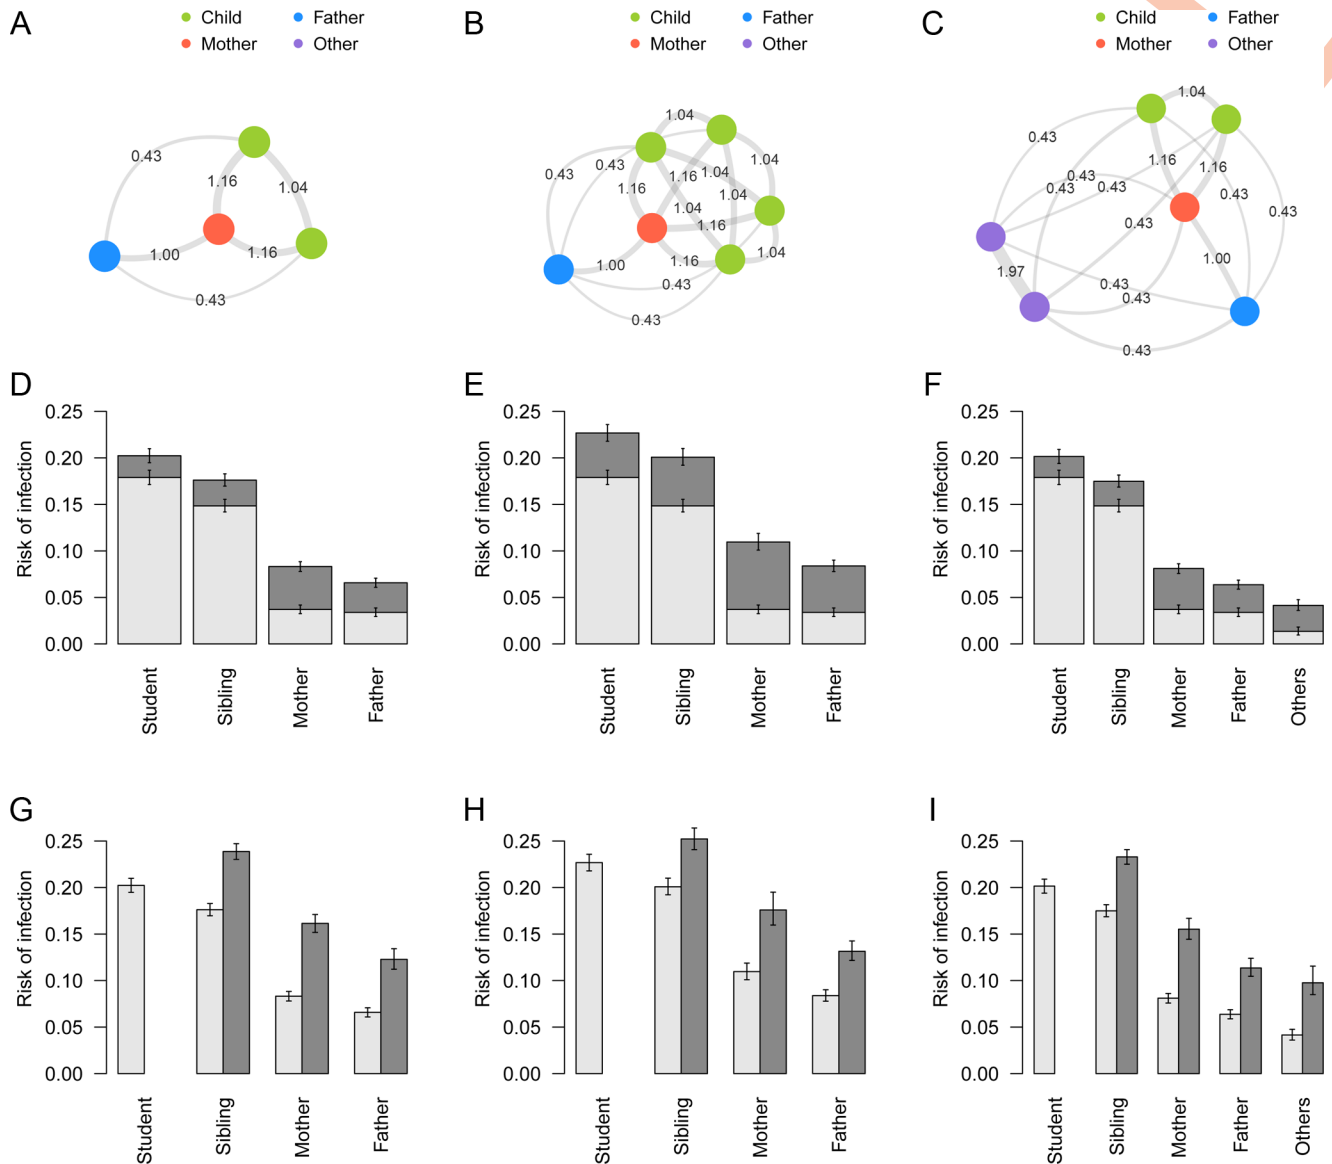 A
Child
Father
Mother
Other
0.43
1.16
1.04
1.00
1.16
0.43
B
Child
Father
Mother
Other
1.04
0.43
0.43
1.16
1.16
1.04
1.04
1.04
1.04
1.16
1.00
1.16
1.04
0.43
0.43
C
Child
Father
Mother
Other
1.04
0.43
1.16
1.16
0.43
0.43
0.43
0.43
0.43
0.43
1.97
1.00
0.43
0.43
0.43
D
Risk of infection
0.25
0.20
0.15
0.10
0.05
0.00
Student
Sibling
Mother
Father
E
Risk of infection
0.25
0.20
0.15
0.10
0.05
0.00
Student
Sibling
Mother
Father
F
Risk of infection
0.25
0.20
0.15
0.10
0.05
0.00
Student
Sibling
Mother
Father
Others
G
Risk of infection
0.25
0.20
0.15
0.10
0.05
0.00
Student
Sibling
Mother
Father
H
Risk of infection
0.25
0.20
0.15
0.10
0.05
0.00
Student
Sibling
Mother
Father
I
Risk of infection
0.25
0.20
0.15
0.10
0.05
0.00
Student
Sibling
Mother
Father
Others